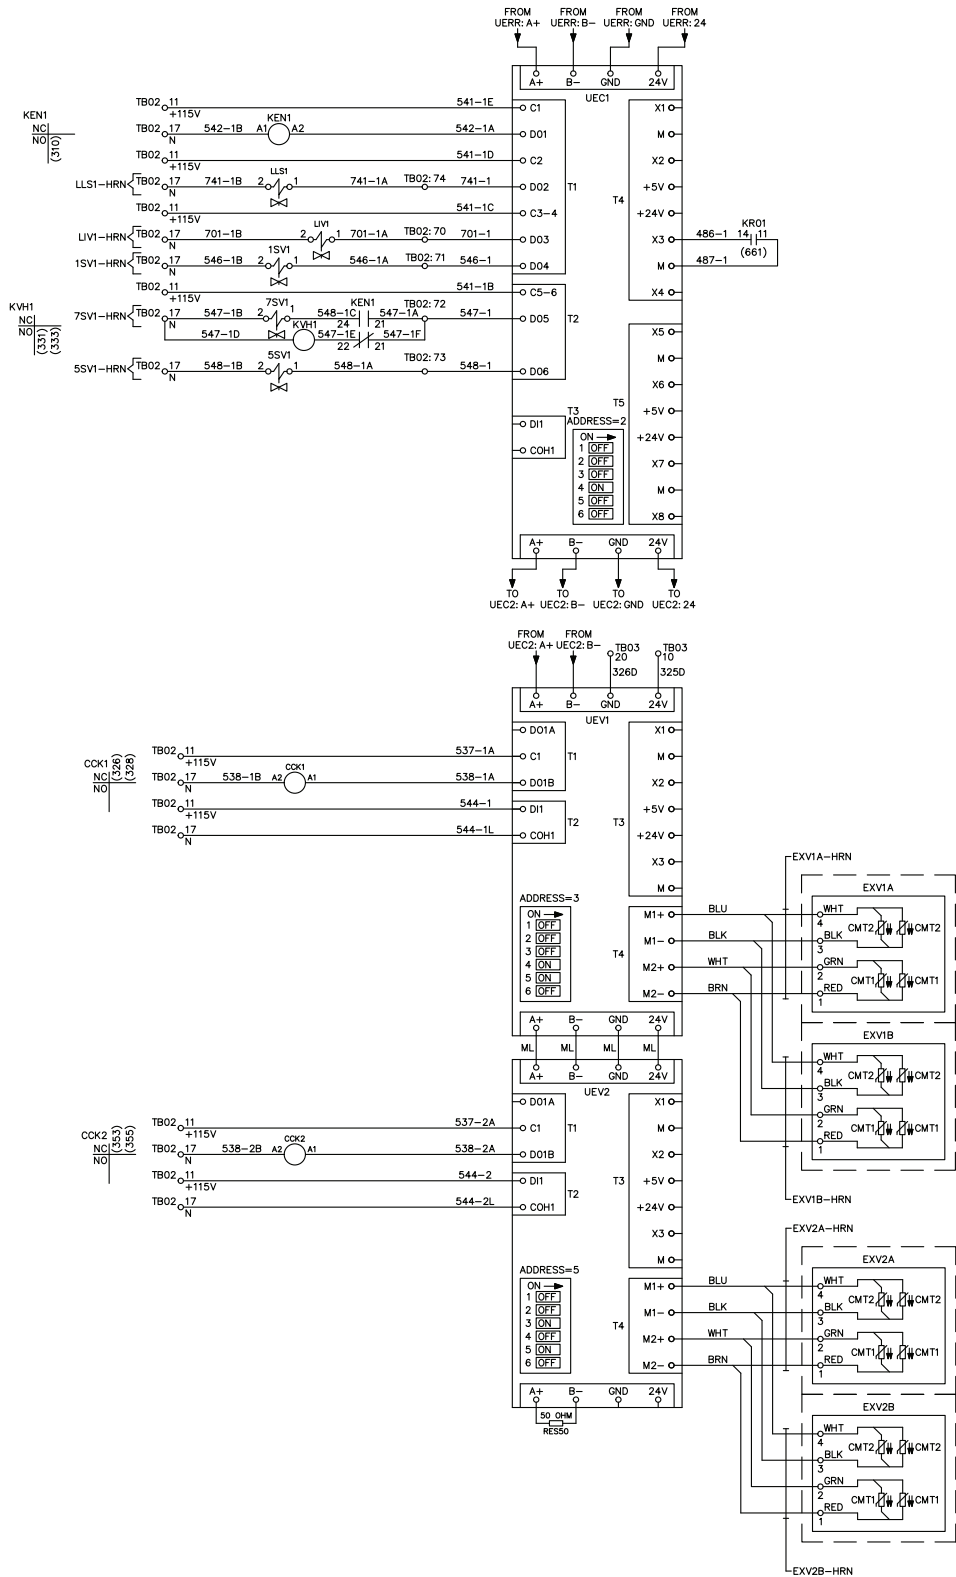 FROM UERR: A+
FROM UERR: B-
FROM UERR: GND
FROM UERR: 24
A+ B- GND 24V
UEC1
KEN1
NC
NO
(310)
TB02 11 +115V 541-1E C1
TB02 17 N 542-1B A1 KEN1 A2 542-1A DO1
TB02 11 +115V 541-1D C2
LLS1-HRN TB02 17 N 741-1B 2 LLS1 1 741-1A TB02: 74 741-1 DO2
T1
TB02 11 +115V 541-1C C3-4
LIV1-HRN TB02 17 N 701-1B 2 LIV1 1 701-1A TB02: 70 701-1 DO3
1SV1-HRN TB02 17 N 546-1B 2 1SV1 1 546-1A TB02: 71 546-1 DO4
TB02 11 +115V 541-1B C5-6
KVH1
NC
NO
(331)
(333)
7SV1-HRN TB02 17 N 547-1B 2 7SV1 1 548-1C KEN1 24 21 547-1A TB02: 72 547-1 DO5
T2
547-1D KVH1 547-1E 22 21 547-1F
5SV1-HRN TB02 17 N 548-1B 2 5SV1 1 548-1A TB02: 73 548-1 DO6
DI1
COH1
T3
X1
M
X2
+5V
T4
+24V
X3 486-1 14 KR01 11
(661)
M 487-1
X4
X5
M
X6
+5V
T5
+24V
X7
M
X8
ADDRESS=2
ON
1 OFF
2 OFF
3 OFF
4 ON
5 OFF
6 OFF
A+ B- GND 24V
TO UEC2: A+
TO UEC2: B-
TO UEC2: GND
TO UEC2: 24
FROM UEC2: A+
FROM UEC2: B-
TB03 20
326D
TB03 10
325D
A+ B- GND 24V
UEV1
DO1A
CCK1
NC
NO
(326)
(328)
TB02 11 +115V 537-1A C1
T1
TB02 17 N 538-1B A2 CCK1 A1 538-1A DO1B
TB02 11 +115V 544-1 DI1
T2
TB02 17 N 544-1L COH1
X1
M
X2
+5V
T3
+24V
X3
M
ADDRESS=3
ON
1 OFF
2 OFF
3 OFF
4 ON
5 ON
6 OFF
M1+ BLU
M1- BLK
T4
M2+ WHT
M2- BRN
EXV1A-HRN
EXV1A
WHT 4
CMT2 CMT2
BLK 3
GRN 2
CMT1 CMT1
RED 1
A+ B- GND 24V
ML ML ML ML
A+ B- GND 24V
UEV2
EXV1B
WHT 4
CMT2 CMT2
BLK 3
GRN 2
CMT1 CMT1
RED 1
EXV1B-HRN
DO1A
CCK2
NC
NO
(353)
(355)
TB02 11 +115V 537-2A C1
T1
TB02 17 N 538-2B A2 CCK2 A1 538-2A DO1B
TB02 11 +115V 544-2 DI1
T2
TB02 17 N 544-2L COH1
X1
M
X2
T3
+5V
+24V
X3
M
ADDRESS=5
ON
1 OFF
2 OFF
3 ON
4 OFF
5 ON
6 OFF
M1+ BLU
M1- BLK
T4
M2+ WHT
M2- BRN
EXV2A-HRN
EXV2A
WHT 4
CMT2 CMT2
BLK 3
GRN 2
CMT1 CMT1
RED 1
A+ B- GND 24V
50 OHM
RES50
EXV2B
WHT 4
CMT2 CMT2
BLK 3
GRN 2
CMT1 CMT1
RED 1
EXV2B-HRN